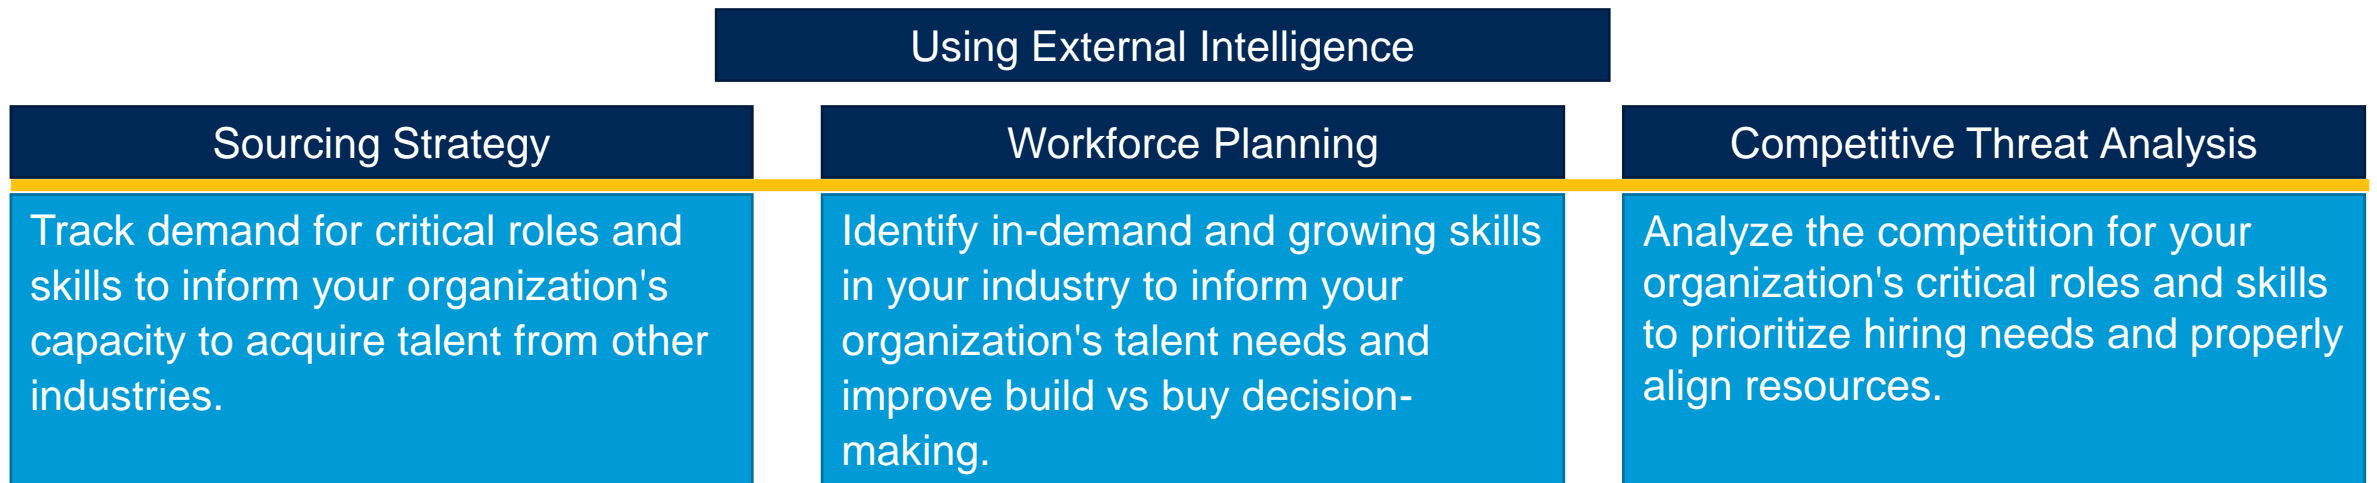 Using External Intelligence
Sourcing Strategy
Track demand for critical roles and
skills to inform your organization's
capacity to acquire talent from other
industries.
Workforce Planning
Identify in-demand and growing skills
in your industry to inform your
organization's talent needs and
improve build vs buy decision-
making.
Competitive Threat Analysis
Analyze the competition for your
organization's critical roles and skills
to prioritize hiring needs and properly
align resources.